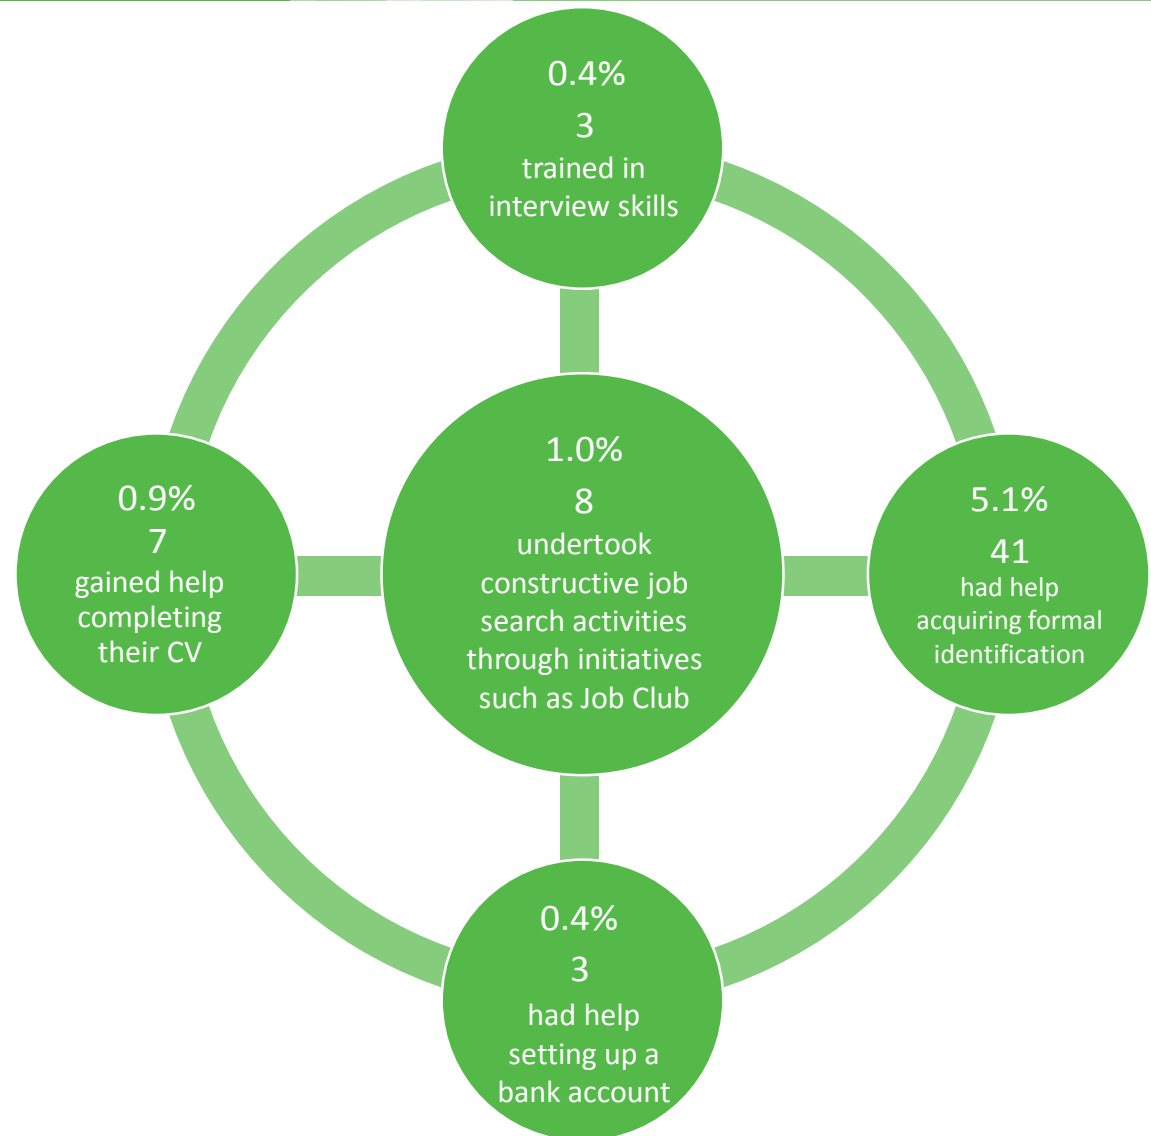 0.4%
3
trained in
interview skills
0.9%
7
gained help
completing
their CV
1.0%
8
undertook
constructive job
search activities
through initiatives
such as Job Club
5.1%
41
had help
acquiring formal
identification
0.4%
3
had help
setting up a
bank account